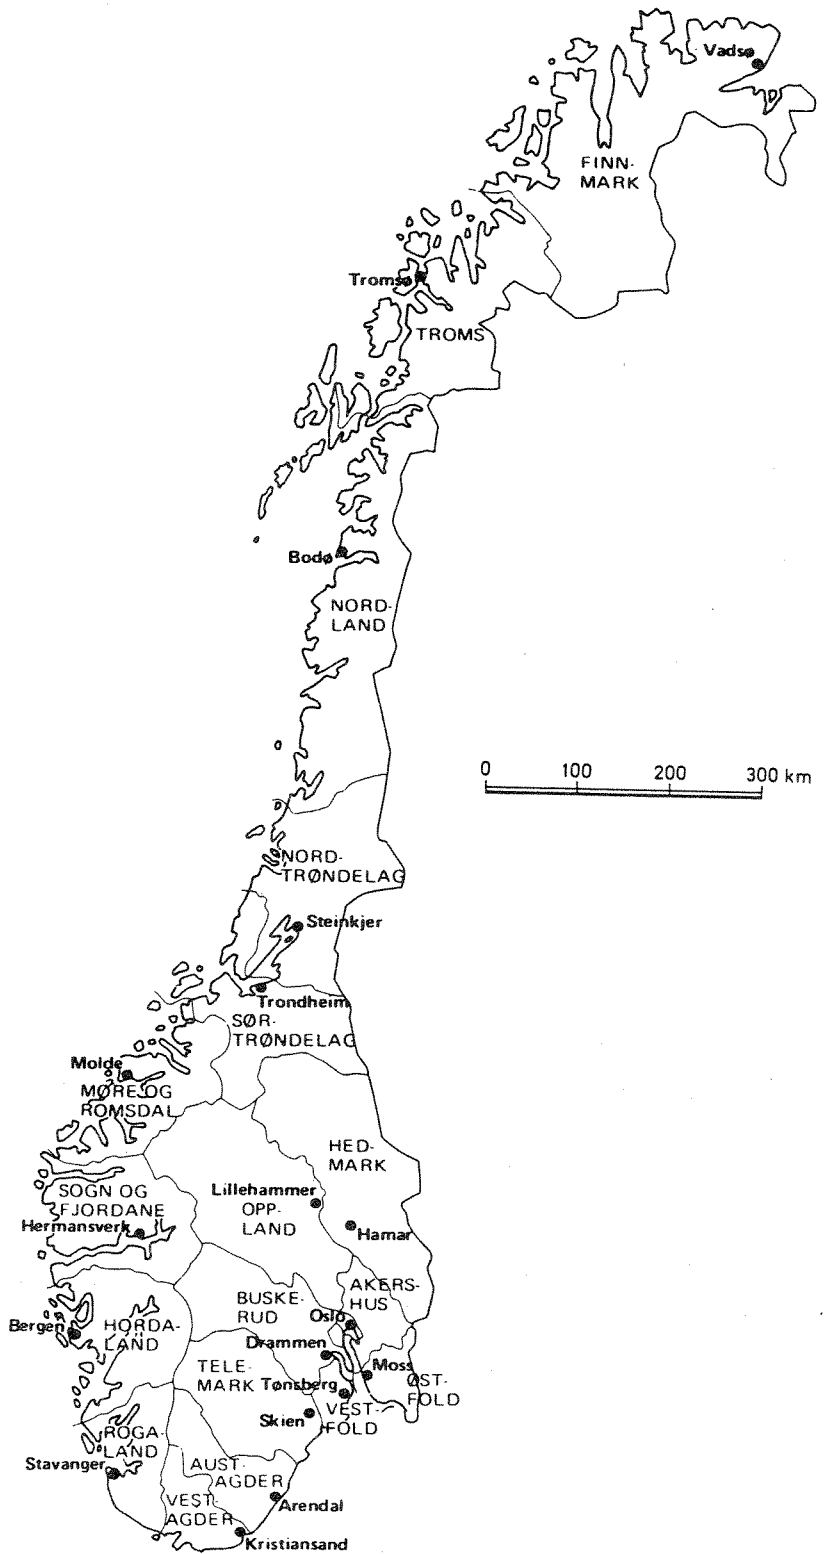 Vadsø
FINN-
MARK
Tromsø
TROMS
Bodø
NORD-
LAND
0 100 200 300 km
NORD-
TRØNDELAG
Steinkjer
Trondheim
SØR-
TRØNDELAG
Molde
MØRE OG
ROMSDAL
HED-
MARK
SOGN OG
FJORDANE
Hermansverk
Lillehammer
OPP-
LAND
Hamar
AKERS-
HUS
BUSKE-
RUD
Oslo
Bergen
HORDA-
LAND
Drammen
Moss
TELE-
MARK
Tønsberg
ØST-
FOLD
VEST-
FOLD
Skien
ROGA-
LAND
Stavanger
AUST-
AGDER
VEST-
AGDER
Arendal
Kristiansand